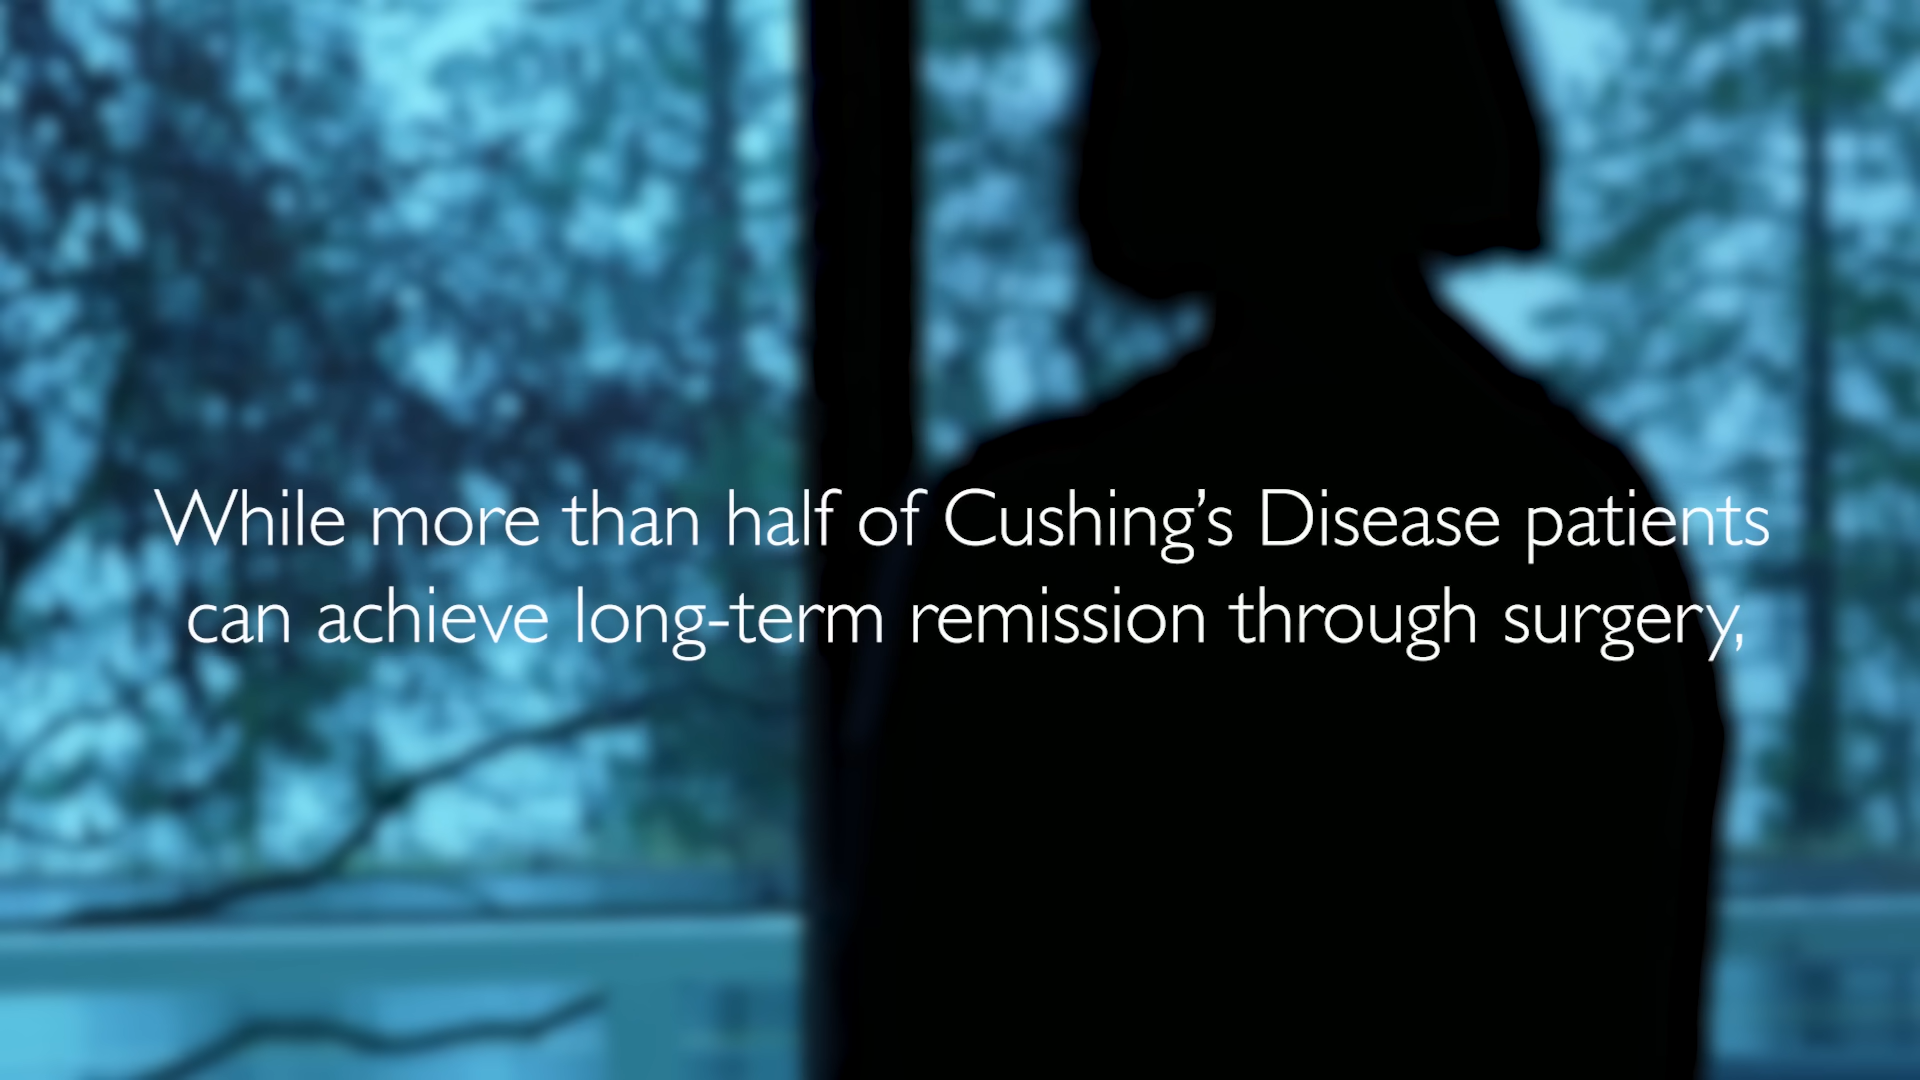 While more than half of Cushing’s Disease patients
can achieve long-term remission through surgery,